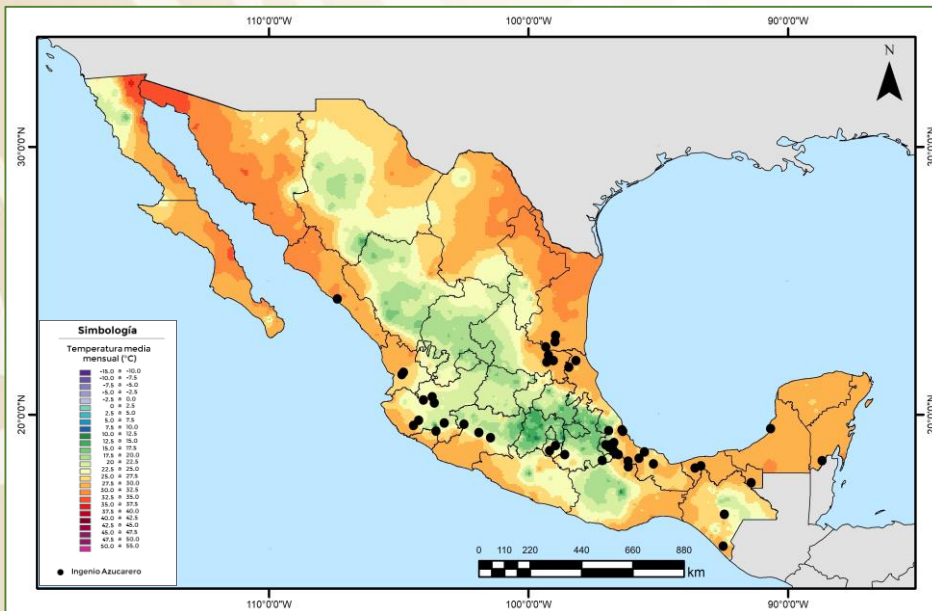 110°0'0"W 100°0'0"W 90°0'0"W
N
30°0'0"N 30°0'0"N
20°0'0"N 20°0'0"N
Simbología
Temperatura media
mensual (°C)
-15.0 a -10.0
-10.0 a -7.5
-7.5 a -5.0
-5.0 a -2.5
-2.5 a 0.0
0 a 2.5
2.5 a 5.0
5.0 a 7.5
7.5 a 10.0
10.0 a 12.5
12.5 a 15.0
15.0 a 17.5
17.5 a 20.0
20 a 22.5
22.5 a 25.0
25.0 a 27.5
27.5 a 30.0
30.0 a 32.5
32.5 a 35.0
35.0 a 37.5
37.5 a 40.0
40.0 a 42.5
42.5 a 45.0
45.0 a 47.5
47.5 a 50.0
50.0 a 55.0
Ingenio Azucarero
0 110 220 440 660 880
km
110°0'0"W 100°0'0"W 90°0'0"W